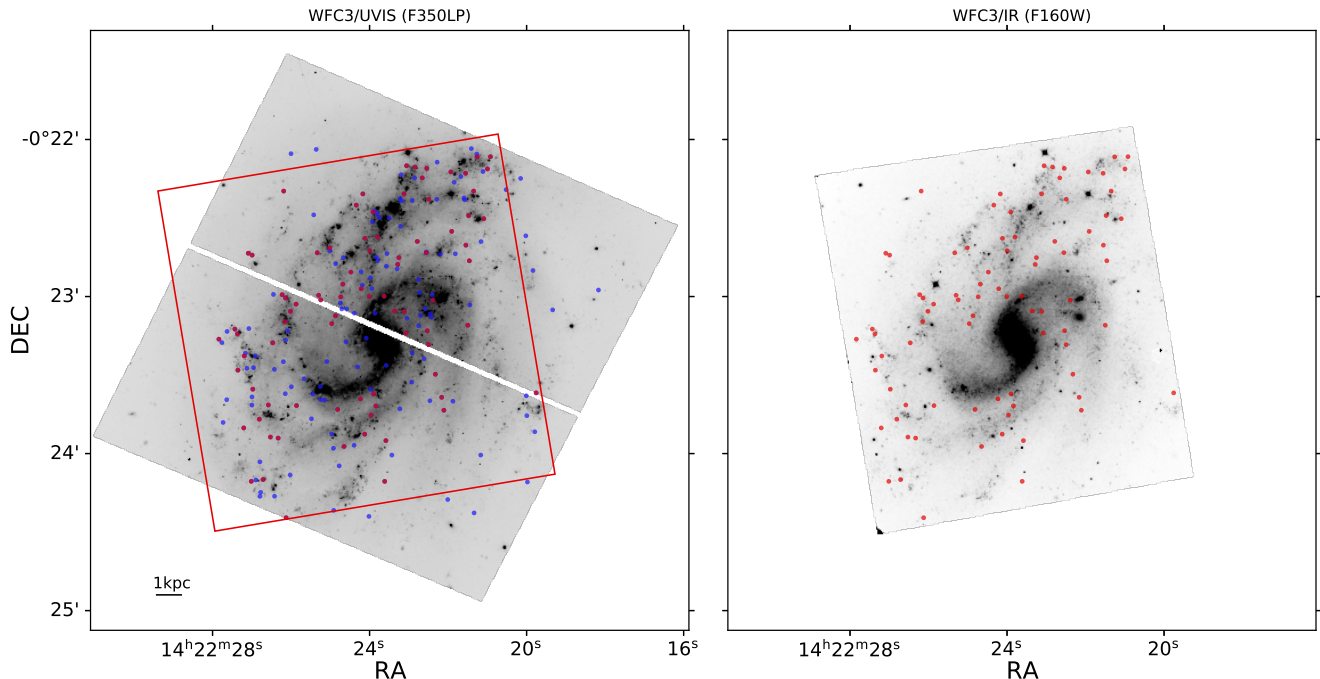 WFC3/UVIS (F350LP)
WFC3/IR (F160W)
-0°22'
23'
24'
25'
DEC
1kpc
14ʰ22ᵐ28ˢ
24ˢ
20ˢ
16ˢ
RA
14ʰ22ᵐ28ˢ
24ˢ
20ˢ
RA